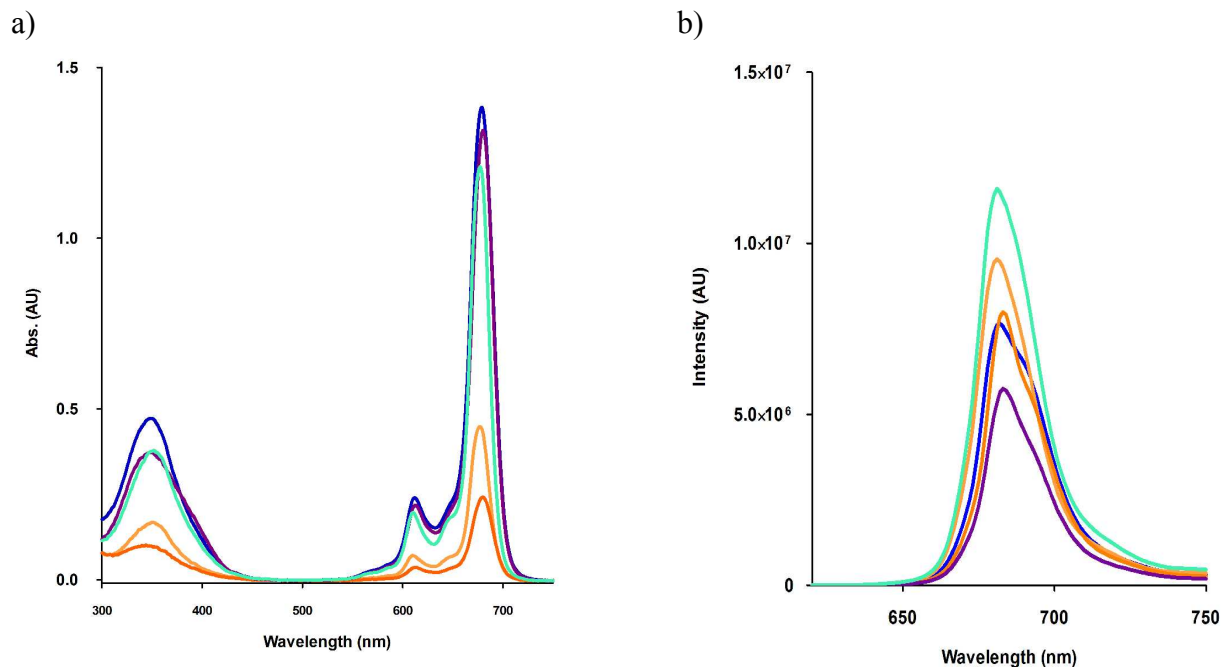 a)
1.5
1.0
0.5
0.0
Abs. (AU)
300 400 500 600 700
Wavelength (nm)
b)
1.5×10⁷
1.0×10⁷
5.0×10⁶
0
Intensity (AU)
650 700 750
Wavelength (nm)